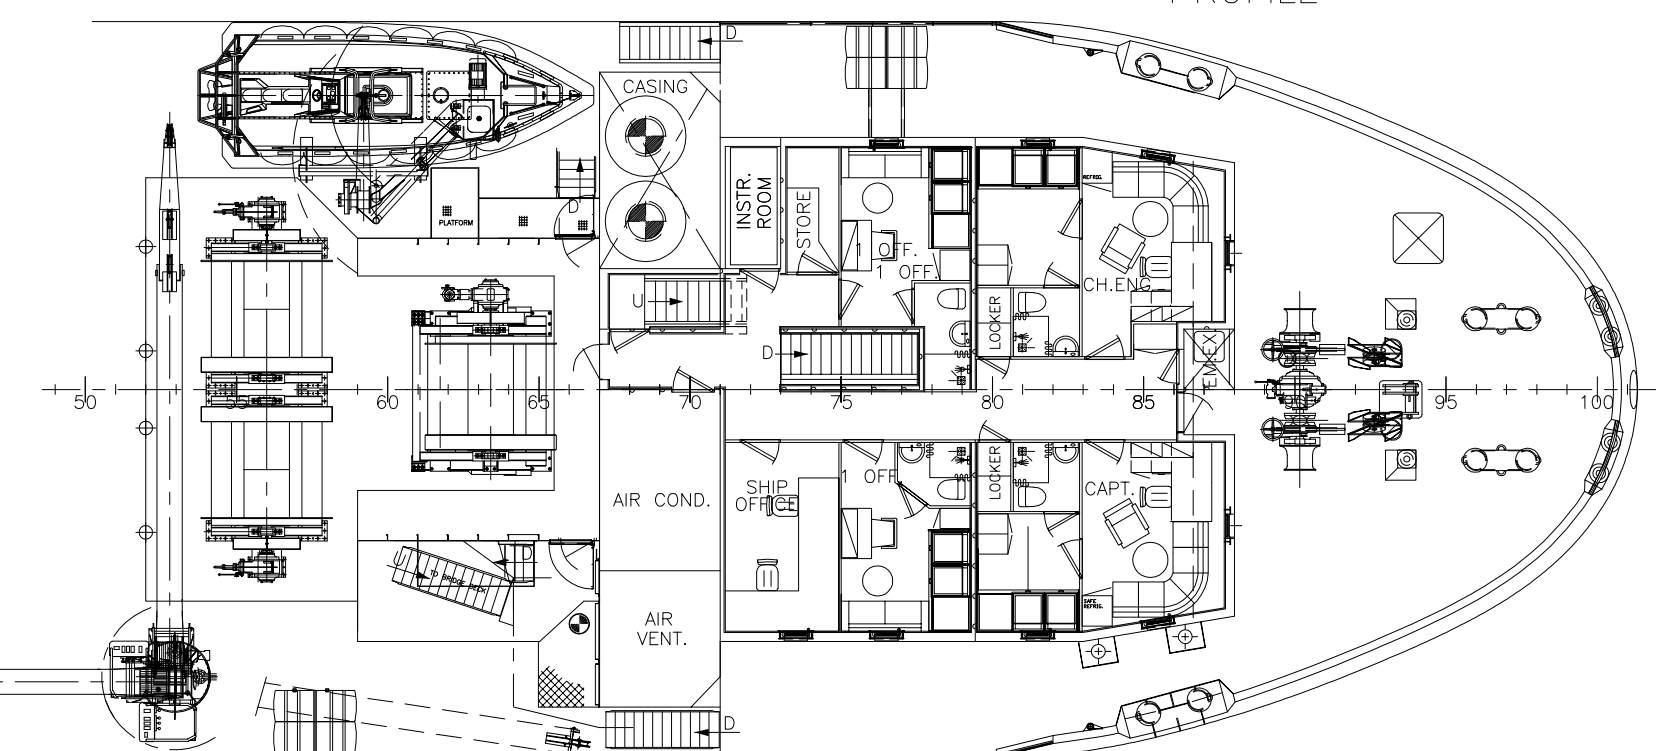 PROFILE
D
CASING
INSTR.
ROOM
STORE
REFRIG.
PLATFORM
D
1 OFF.
1 OFF.
CH.ENG.
U
LOCKER
D
EM.EX.
50
55
60
65
70
75
80
85
90
95
100
AIR COND.
SHIP
OFFICE
1 OFF
LOCKER
CAPT.
U
TO BRIDGE DECK
D
SAFE
REFRIG.
AIR
VENT.
D